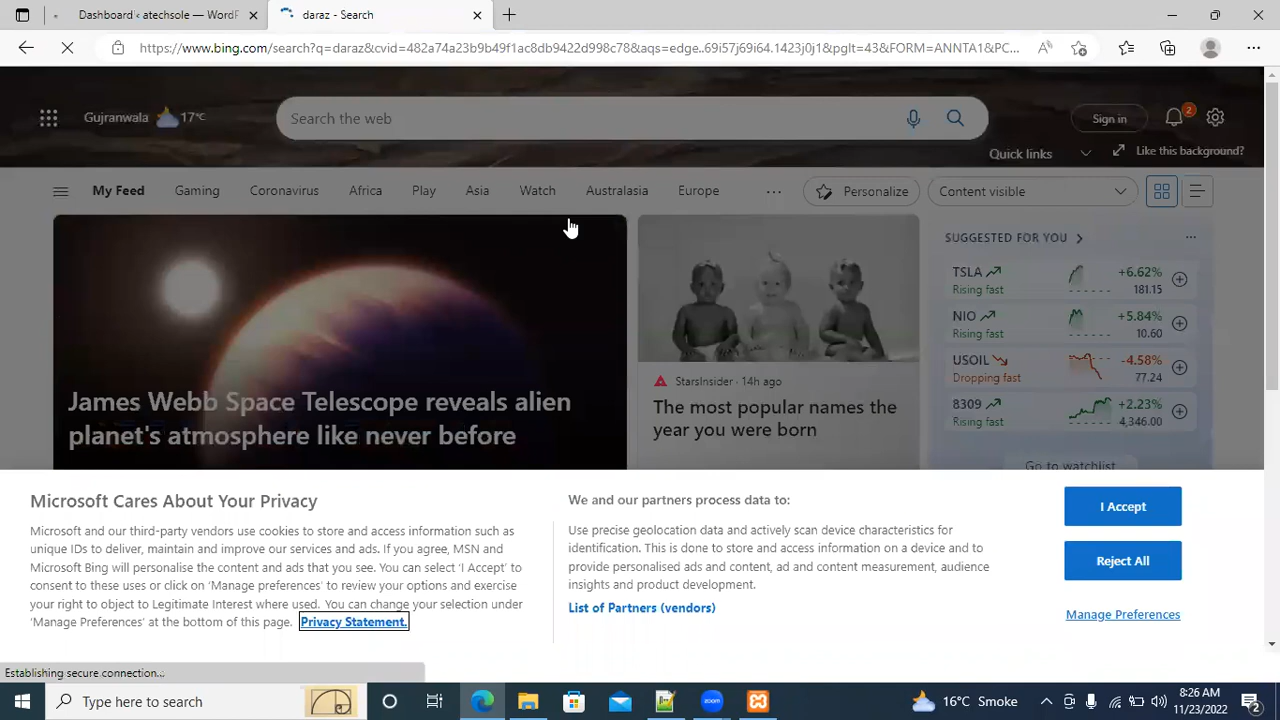 Dashboard ‹ atechsole — WordP
daraz - Search
https://www.bing.com/search?q=daraz&cvid=482a74a23b9b49f1ac8db9422d998c78&aqs=edge..69i57j69i64.1423j0j1&pglt=43&FORM=ANNTA1&PC...
Gujranwala 17°C
Search the web
Sign in
2
Quick links
Like this background?
My Feed Gaming Coronavirus Africa Play Asia Watch Australasia Europe ... Personalize Content visible
SUGGESTED FOR YOU
TSLA +6.62%
Rising fast 181.15
NIO +5.84%
Rising fast 10.60
USOIL -4.58%
Dropping fast 77.24
8309 +2.23%
Rising fast 4,346.00
Go to watchlist
James Webb Space Telescope reveals alien
planet's atmosphere like never before
StarsInsider · 14h ago
The most popular names the
year you were born
Microsoft Cares About Your Privacy
Microsoft and our third-party vendors use cookies to store and access information such as
unique IDs to deliver, maintain and improve our services and ads. If you agree, MSN and
Microsoft Bing will personalise the content and ads that you see. You can select 'I Accept' to
consent to these uses or click on 'Manage preferences' to review your options and exercise
your right to object to Legitimate Interest where used. You can change your selection under
'Manage Preferences' at the bottom of this page. Privacy Statement.
We and our partners process data to:
Use precise geolocation data and actively scan device characteristics for
identification. This is done to store and access information on a device and to
provide personalised ads and content, ad and content measurement, audience
insights and product development.
List of Partners (vendors)
I Accept
Reject All
Manage Preferences
Establishing secure connection...
Type here to search
zoom
16°C Smoke
8:26 AM
11/23/2022
2